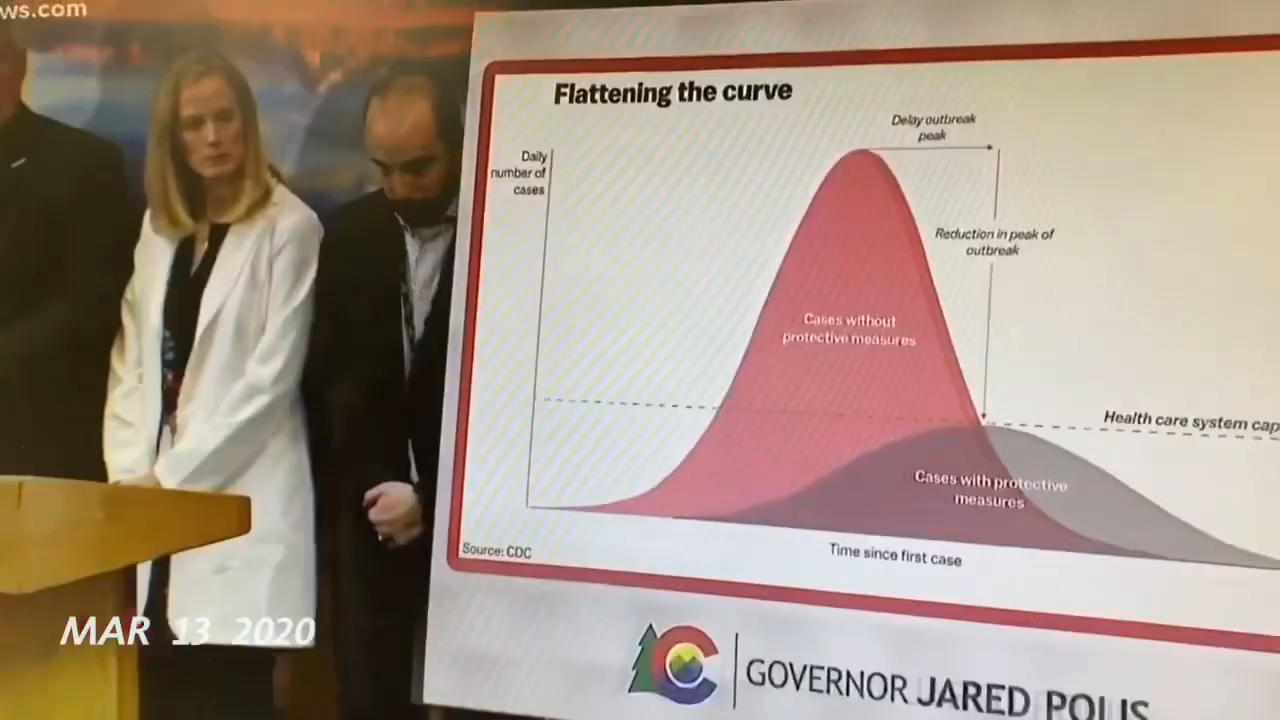 ws.com
Flattening the curve
Delay outbreak
peak
Daily
number of
cases
Reduction in peak of
outbreak
Cases without
protective measures
Health care system cap
Cases with protective
measures
Source: CDC
Time since first case
MAR 13 2020
GOVERNOR JARED POLIS